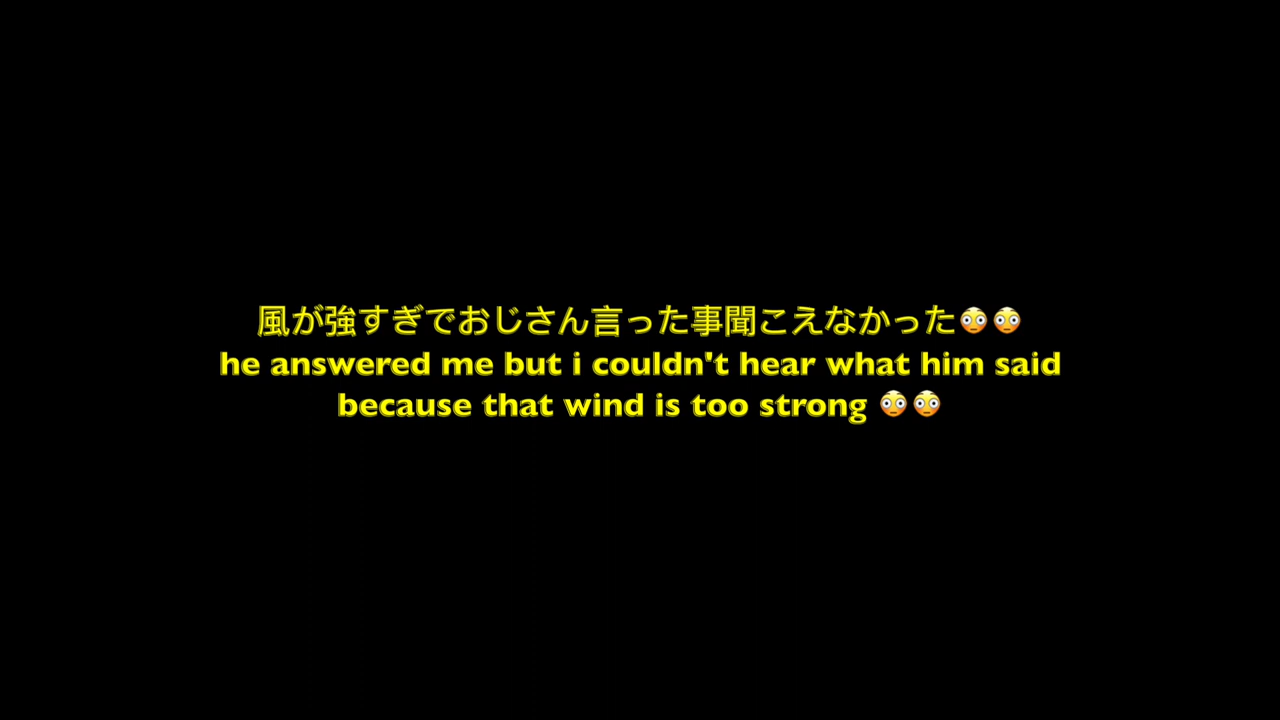 風が強すぎでおじさん言った事聞こえなかった😳😳
he answered me but i couldn't hear what him said
because that wind is too strong 😳😳